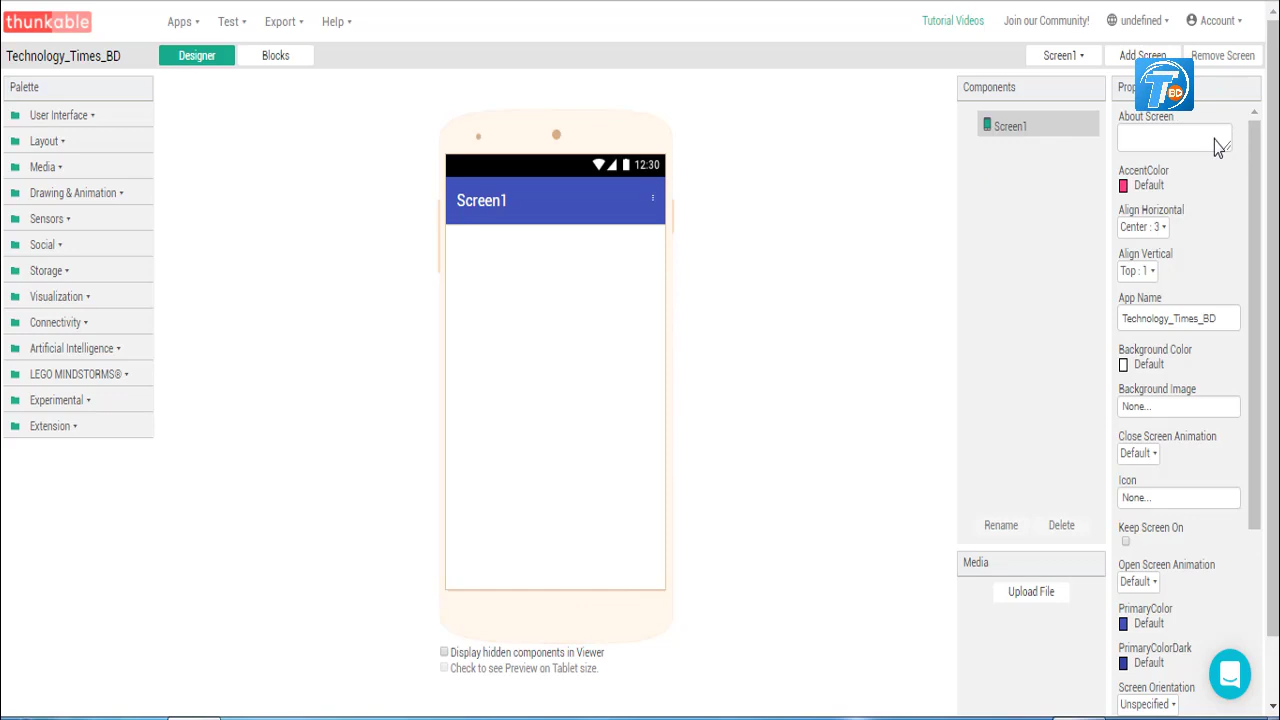 thunkable
Apps Test Export Help Tutorial Videos Join our Community! undefined Account
Technology_Times_BD Designer Blocks Screen1 Add Screen Remove Screen
Palette
User Interface
Layout
Media
Drawing & Animation
Sensors
Social
Storage
Visualization
Connectivity
Artificial Intelligence
LEGO MINDSTORMS®
Experimental
Extension
12:30
Screen1
Display hidden components in Viewer
Check to see Preview on Tablet size.
Components
Screen1
Rename Delete
Media
Upload File
BD
About Screen
AccentColor
Default
Align Horizontal
Center : 3
Align Vertical
Top : 1
App Name
Technology_Times_BD
Background Color
Default
Background Image
None...
Close Screen Animation
Default
Icon
None...
Keep Screen On
Open Screen Animation
Default
PrimaryColor
Default
PrimaryColorDark
Default
Screen Orientation
Unspecified